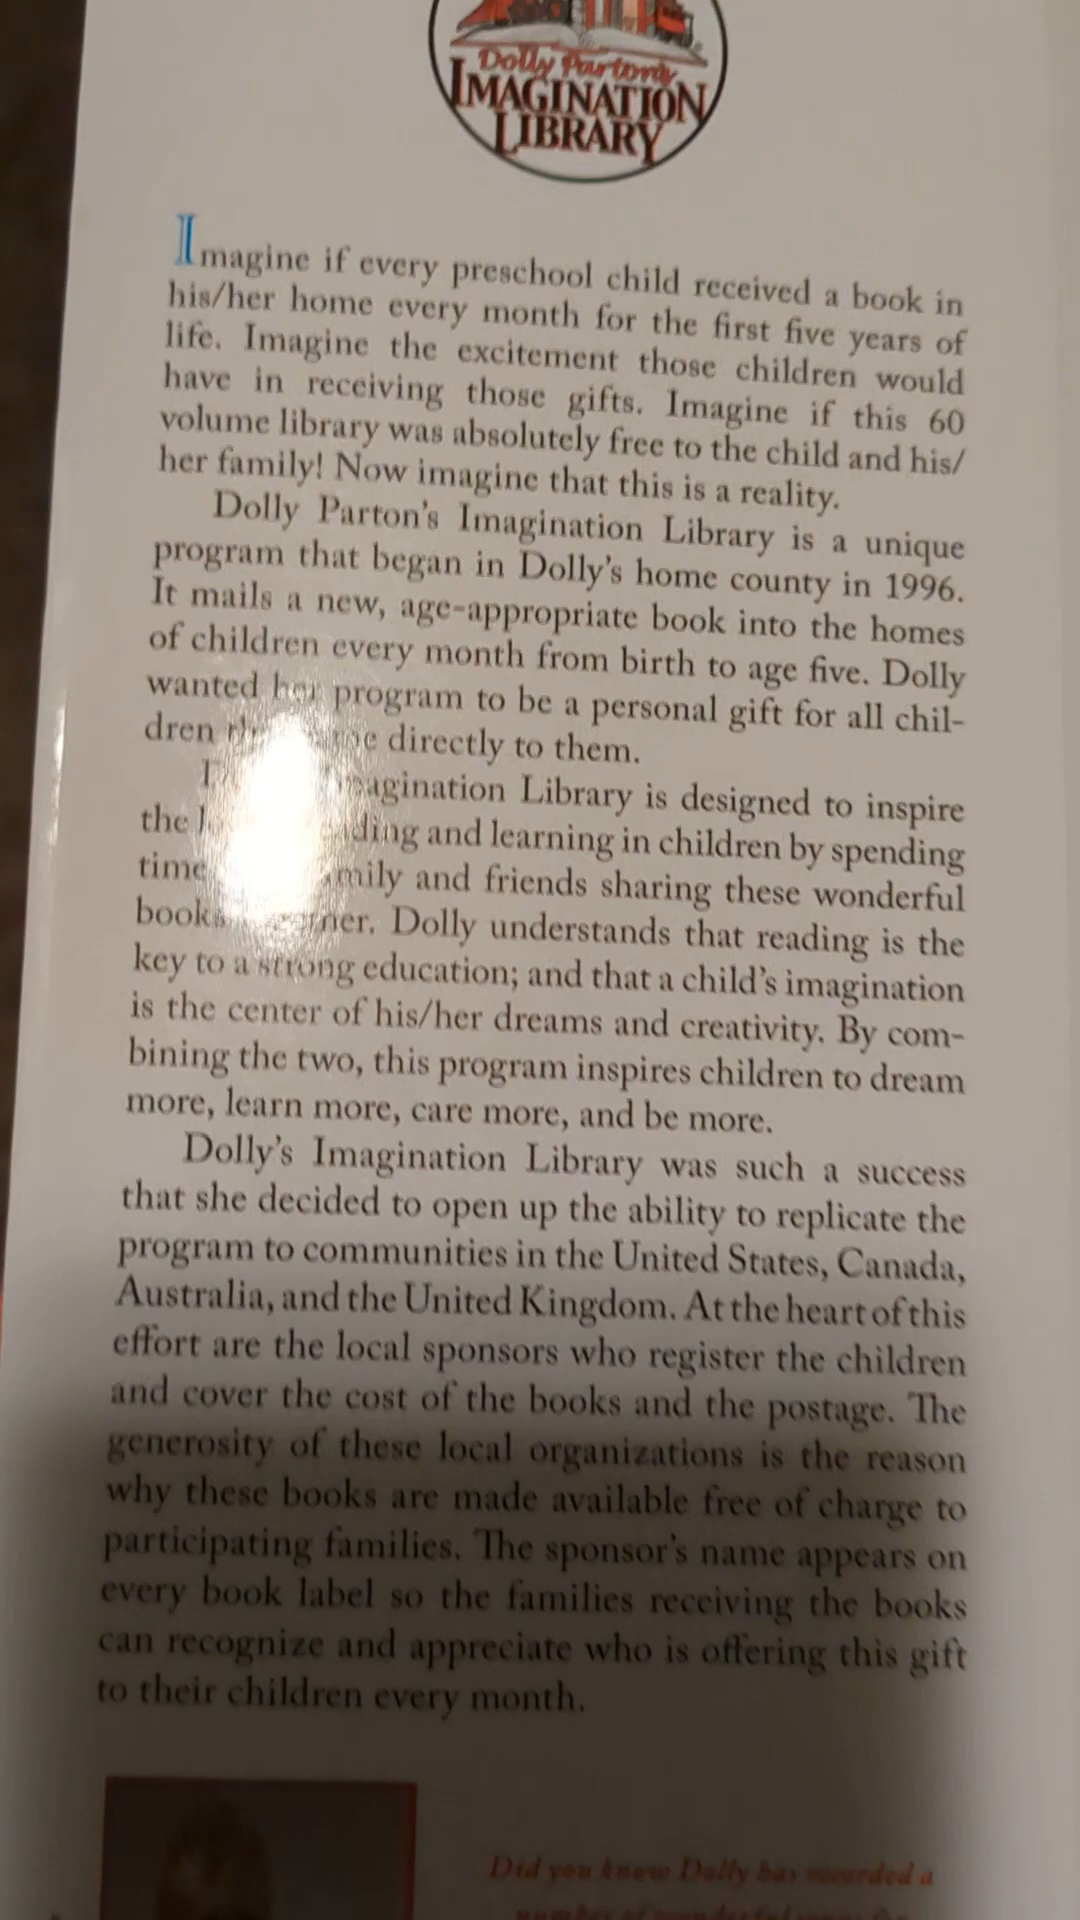 Dolly Parton's
IMAGINATION
LIBRARY
Imagine if every preschool child received a book in
his/her home every month for the first five years of
life. Imagine the excitement those children would
have in receiving those gifts. Imagine if this 60
volume library was absolutely free to the child and his/
her family! Now imagine that this is a reality.
Dolly Parton's Imagination Library is a unique
program that began in Dolly's home county in 1996.
It mails a new, age-appropriate book into the homes
of children every month from birth to age five. Dolly
wanted her program to be a personal gift for all chil-
dren directly to them.
Imagination Library is designed to inspire
the and learning in children by spending
time and friends sharing these wonderful
books Dolly understands that reading is the
key to a strong education; and that a child's imagination
is the center of his/her dreams and creativity. By com-
bining the two, this program inspires children to dream
more, learn more, care more, and be more.
Dolly's Imagination Library was such a success
that she decided to open up the ability to replicate the
program to communities in the United States, Canada,
Australia, and the United Kingdom. At the heart of this
effort are the local sponsors who register the children
and cover the cost of the books and the postage. The
generosity of these local organizations is the reason
why these books are made available free of charge to
participating families. The sponsor's name appears on
every book label so the families receiving the books
can recognize and appreciate who is offering this gift
to their children every month.
Did you know Dolly has recorded a
number of wonderful songs for